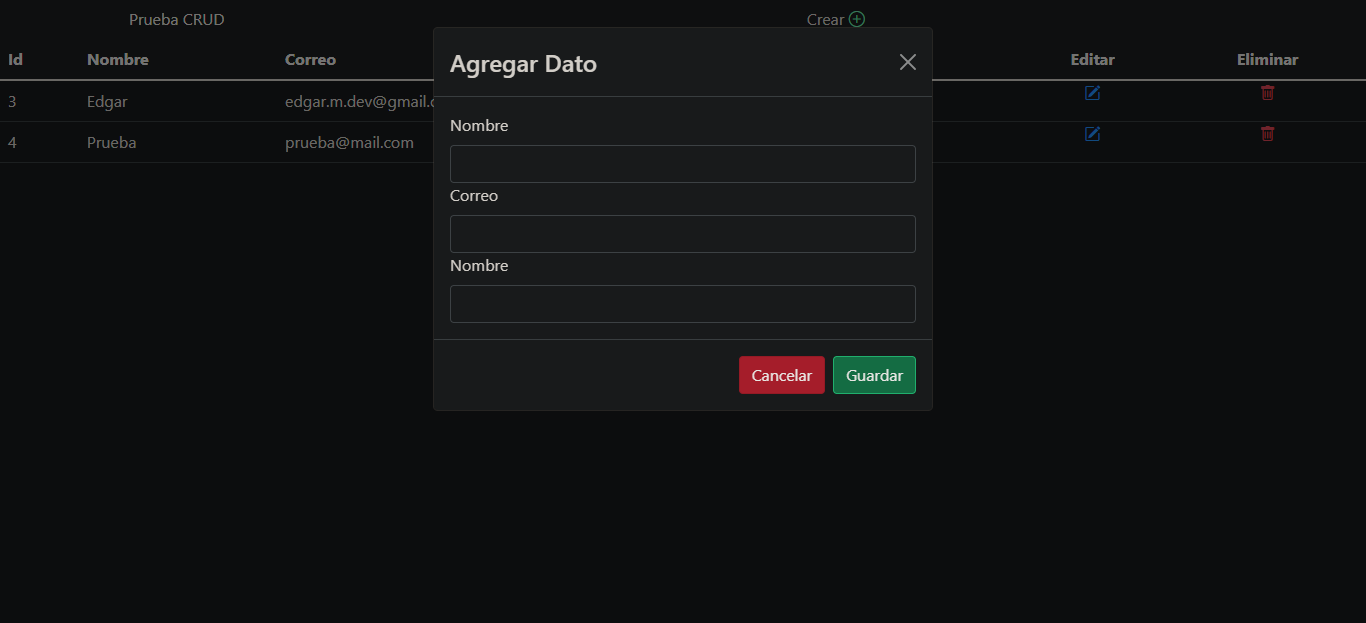 Prueba CRUD Crear
Id Nombre Correo Editar Eliminar
3 Edgar edgar.m.dev@gmail.c
4 Prueba prueba@mail.com
Agregar Dato
Nombre
Correo
Nombre
Cancelar Guardar